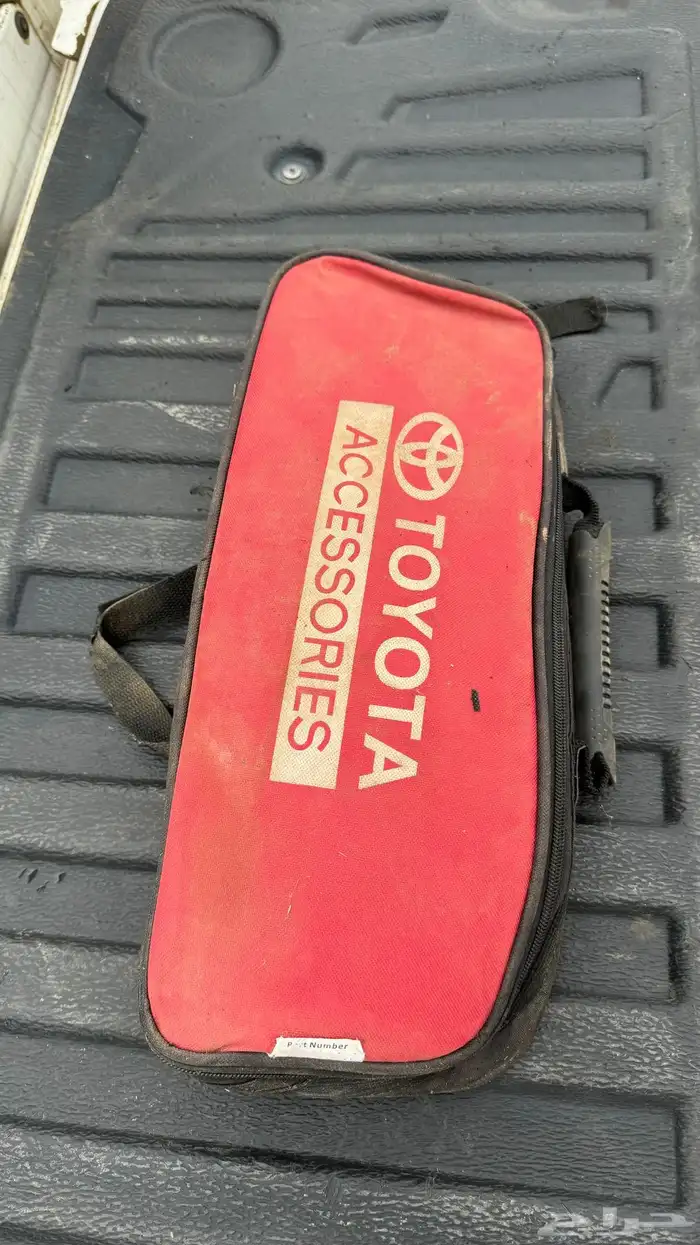 TOYOTA
ACCESSORIES
Part Number
حراج